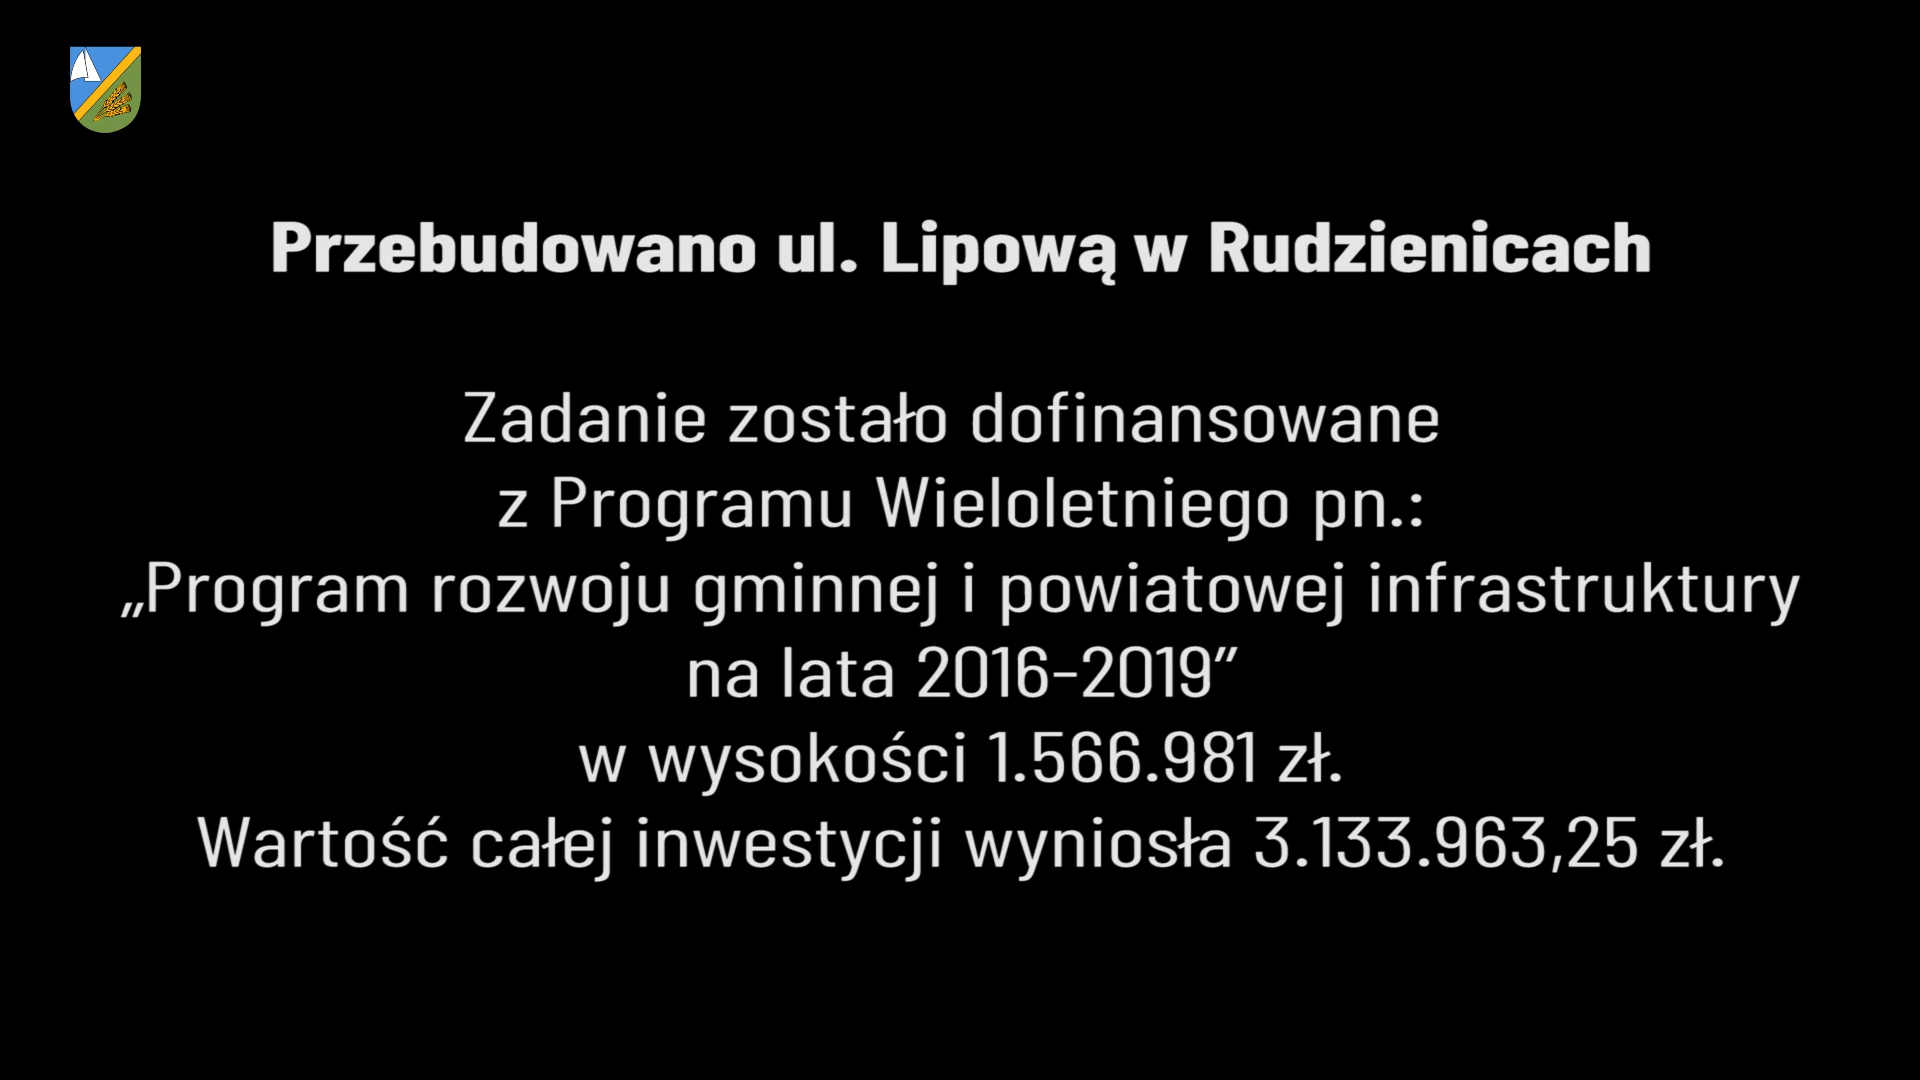 Przebudowano ul. Lipową w Rudzienicach
Zadanie zostało dofinansowane
z Programu Wieloletniego pn.:
„Program rozwoju gminnej i powiatowej infrastruktury
na lata 2016-2019”
w wysokości 1.566.981 zł.
Wartość całej inwestycji wyniosła 3.133.963,25 zł.